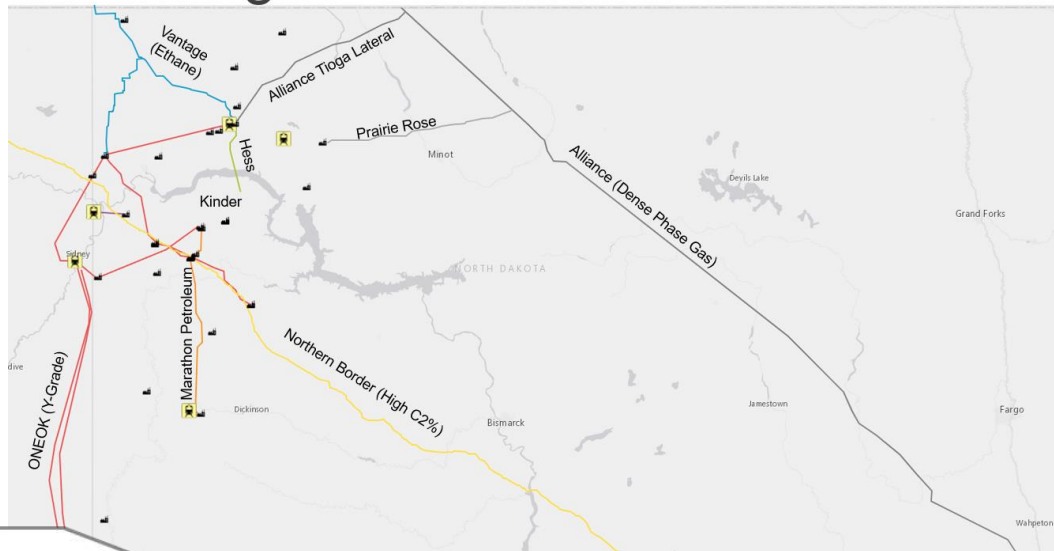 Vantage
(Ethane)
Alliance Tioga Lateral
Prairie Rose
Hess
Minot
Alliance (Dense Phase Gas)
Devils Lake
Grand Forks
Kinder
Sidney
NORTH DAKOTA
Marathon Petroleum
Northern Border (High C2%)
ONEOK (Y-Grade)
dive
Dickinson
Bismarck
Jamestown
Fargo
Wahpeton